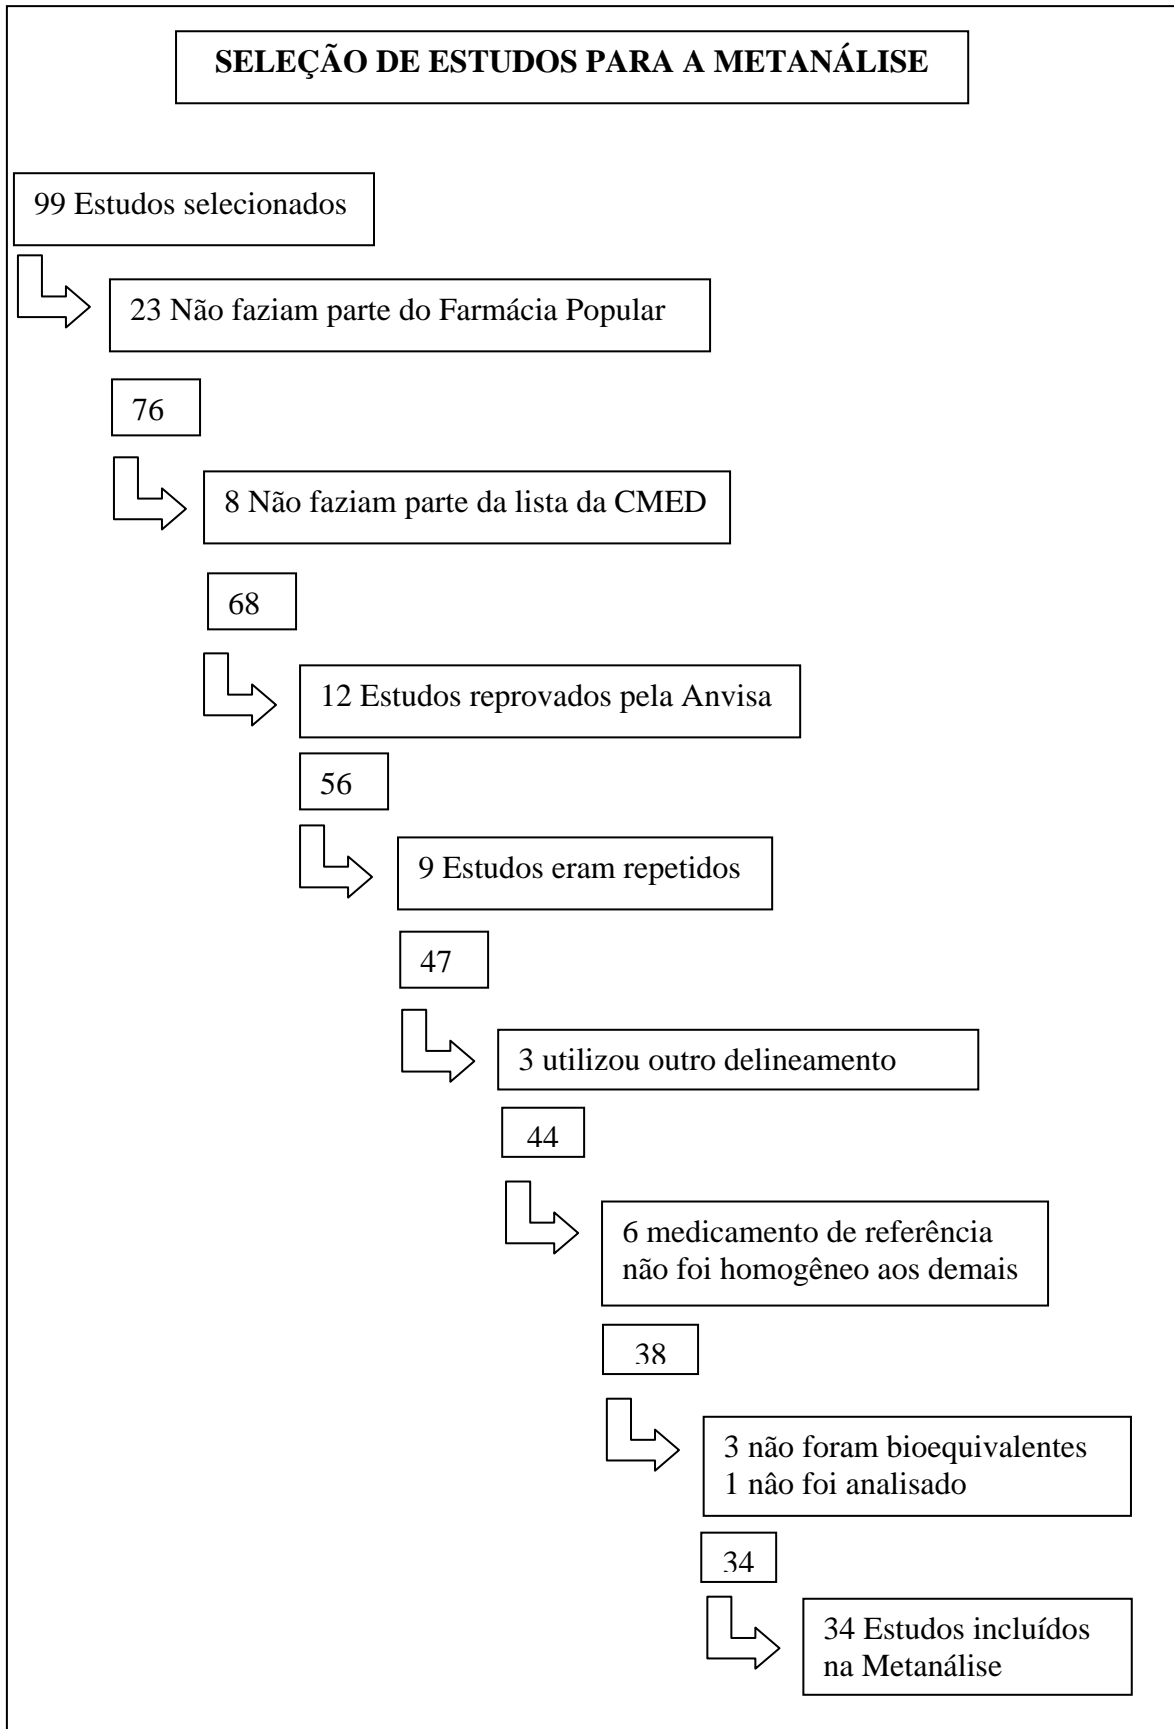 SELEÇÃO DE ESTUDOS PARA A METANÁLISE
99 Estudos selecionados
23 Não faziam parte do Farmácia Popular
76
8 Não faziam parte da lista da CMED
68
12 Estudos reprovados pela Anvisa
56
9 Estudos eram repetidos
47
3 utilizou outro delineamento
44
6 medicamento de referência
não foi homogêneo aos demais
38
3 não foram bioequivalentes
1 nâo foi analisado
34
34 Estudos incluídos
na Metanálise